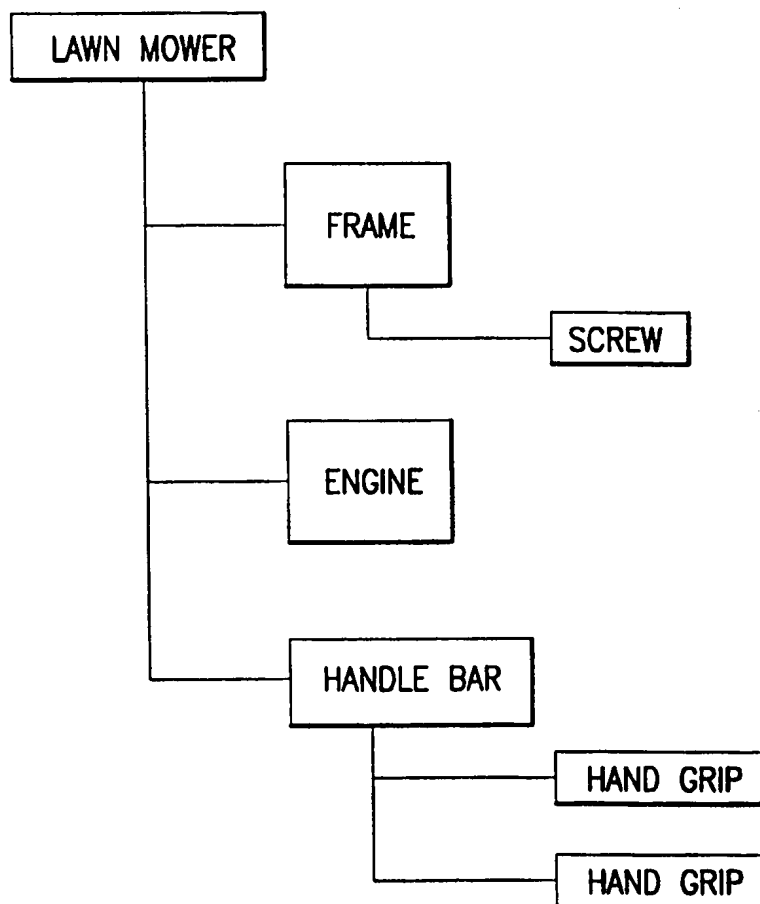 LAWN MOWER
FRAME
SCREW
ENGINE
HANDLE BAR
HAND GRIP
HAND GRIP